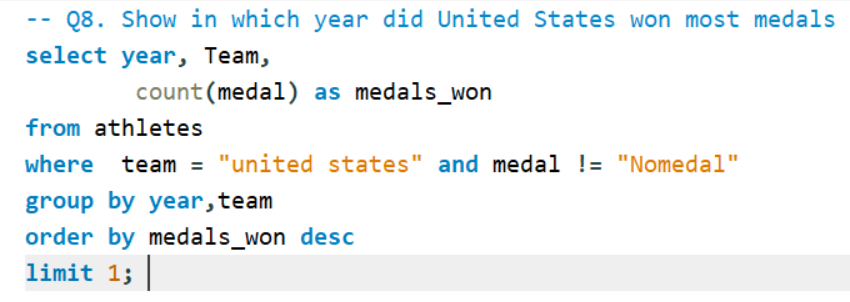 -- Q8. Show in which year did United States won most medals
select year, Team,
count(medal) as medals_won
from athletes
where  team = "united states" and medal != "Nomedal"
group by year,team
order by medals_won desc
limit 1;